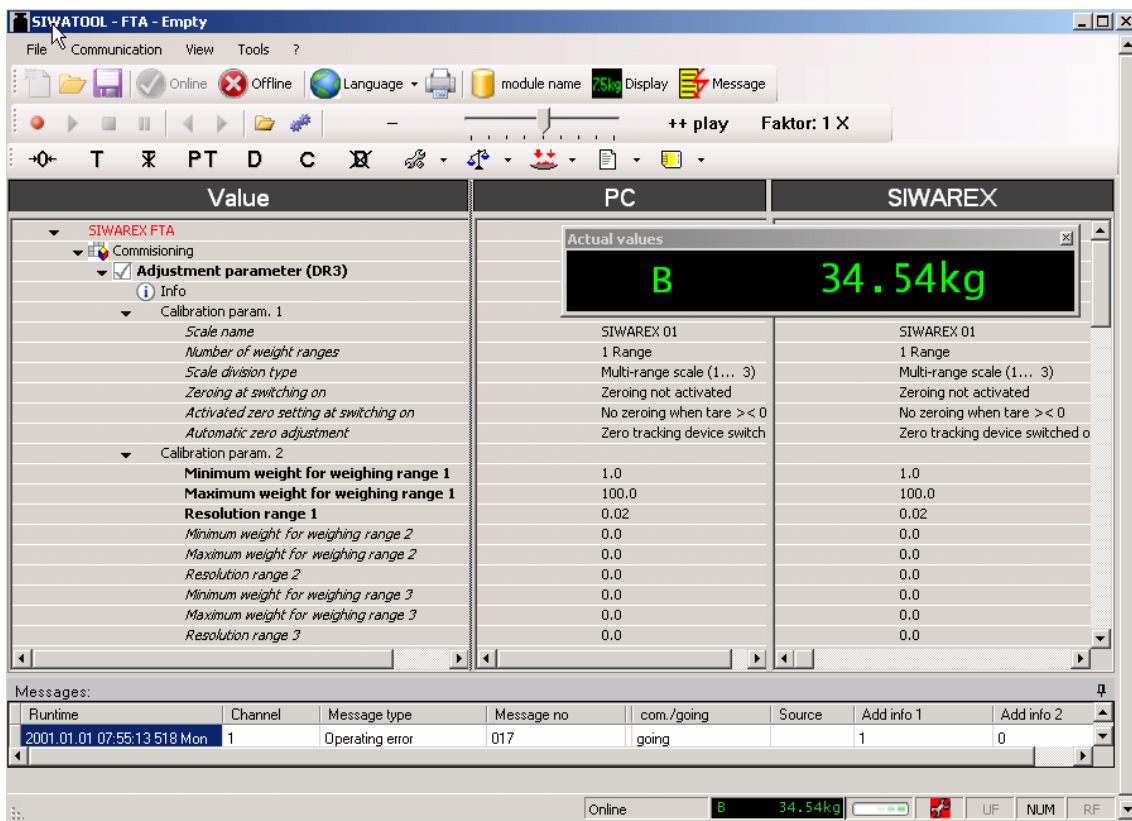 SIWATOOL - FTA - Empty
File Communication View Tools ?
Online Offline Language module name 7,5kg Display Message
– ++ play Faktor: 1 X
→0← T T PT D C D
Value PC SIWAREX
SIWAREX FTA
Actual values
Commisioning
B 34.54kg
Adjustment parameter (DR3)
Info
Calibration param. 1
Scale name SIWAREX 01 SIWAREX 01
Number of weight ranges 1 Range 1 Range
Scale division type Multi-range scale (1... 3) Multi-range scale (1... 3)
Zeroing at switching on Zeroing not activated Zeroing not activated
Activated zero setting at switching on No zeroing when tare >< 0 No zeroing when tare >< 0
Automatic zero adjustment Zero tracking device switch Zero tracking device switched o
Calibration param. 2
Minimum weight for weighing range 1 1.0 1.0
Maximum weight for weighing range 1 100.0 100.0
Resolution range 1 0.02 0.02
Minimum weight for weighing range 2 0.0 0.0
Maximum weight for weighing range 2 0.0 0.0
Resolution range 2 0.0 0.0
Minimum weight for weighing range 3 0.0 0.0
Maximum weight for weighing range 3 0.0 0.0
Resolution range 3 0.0 0.0
Messages:
Runtime Channel Message type Message no com./going Source Add info 1 Add info 2
2001.01.01 07:55:13 518 Mon 1 Operating error 017 going 1 0
Online B 34.54kg UF NUM RF